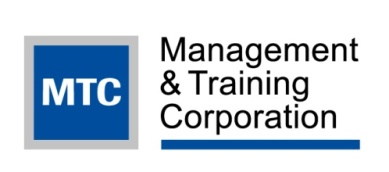 MTC
Management
& Training
Corporation